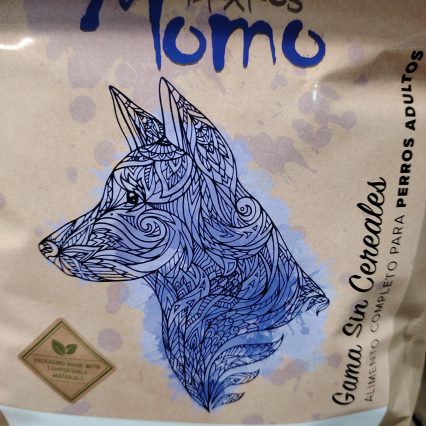 Momo
Gama Sin Cereales
ALIMENTO COMPLETO PARA PERROS ADULTOS
PACKAGING MADE WITH
COMPOSTABLE
MATERIALS